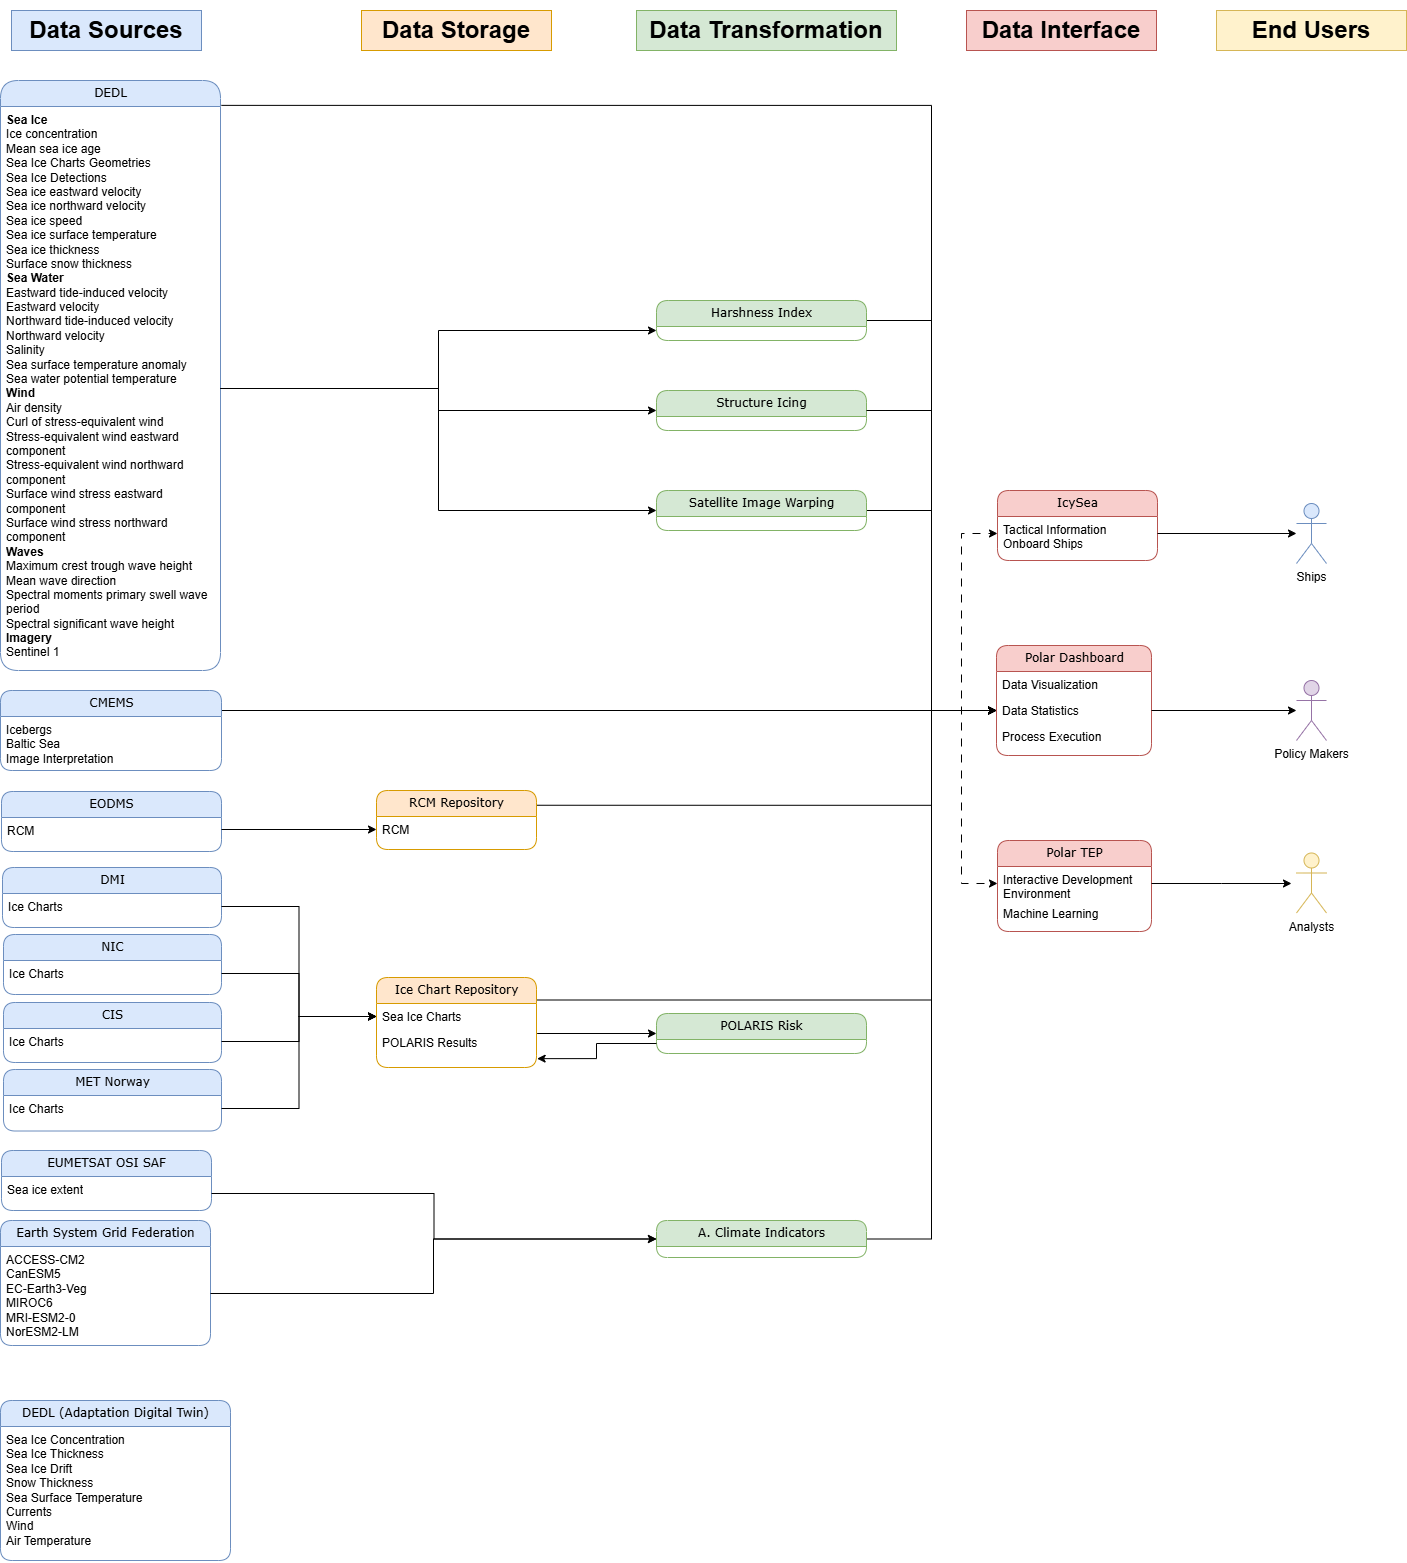 Data Sources
Data Storage
Data Transformation
Data Interface
End Users
DEDL
Sea Ice
Ice concentration
Mean sea ice age
Sea Ice Charts Geometries
Sea Ice Detections
Sea ice eastward velocity
Sea ice northward velocity
Sea ice speed
Sea ice surface temperature
Sea ice thickness
Surface snow thickness
Sea Water
Eastward tide-induced velocity
Eastward velocity
Northward tide-induced velocity
Northward velocity
Salinity
Sea surface temperature anomaly
Sea water potential temperature
Wind
Air density
Curl of stress-equivalent wind
Stress-equivalent wind eastward
component
Stress-equivalent wind northward
component
Surface wind stress eastward
component
Surface wind stress northward
component
Waves
Maximum crest trough wave height
Mean wave direction
Spectral moments primary swell wave
period
Spectral significant wave height
Imagery
Sentinel 1
CMEMS
Icebergs
Baltic Sea
Image Interpretation
EODMS
RCM
DMI
Ice Charts
NIC
Ice Charts
CIS
Ice Charts
MET Norway
Ice Charts
EUMETSAT OSI SAF
Sea ice extent
Earth System Grid Federation
ACCESS-CM2
CanESM5
EC-Earth3-Veg
MIROC6
MRI-ESM2-0
NorESM2-LM
DEDL (Adaptation Digital Twin)
Sea Ice Concentration
Sea Ice Thickness
Sea Ice Drift
Snow Thickness
Sea Surface Temperature
Currents
Wind
Air Temperature
RCM Repository
RCM
Ice Chart Repository
Sea Ice Charts
POLARIS Results
Harshness Index
Structure Icing
Satellite Image Warping
POLARIS Risk
A. Climate Indicators
IcySea
Tactical Information
Onboard Ships
Polar Dashboard
Data Visualization
Data Statistics
Process Execution
Polar TEP
Interactive Development
Environment
Machine Learning
Ships
Policy Makers
Analysts